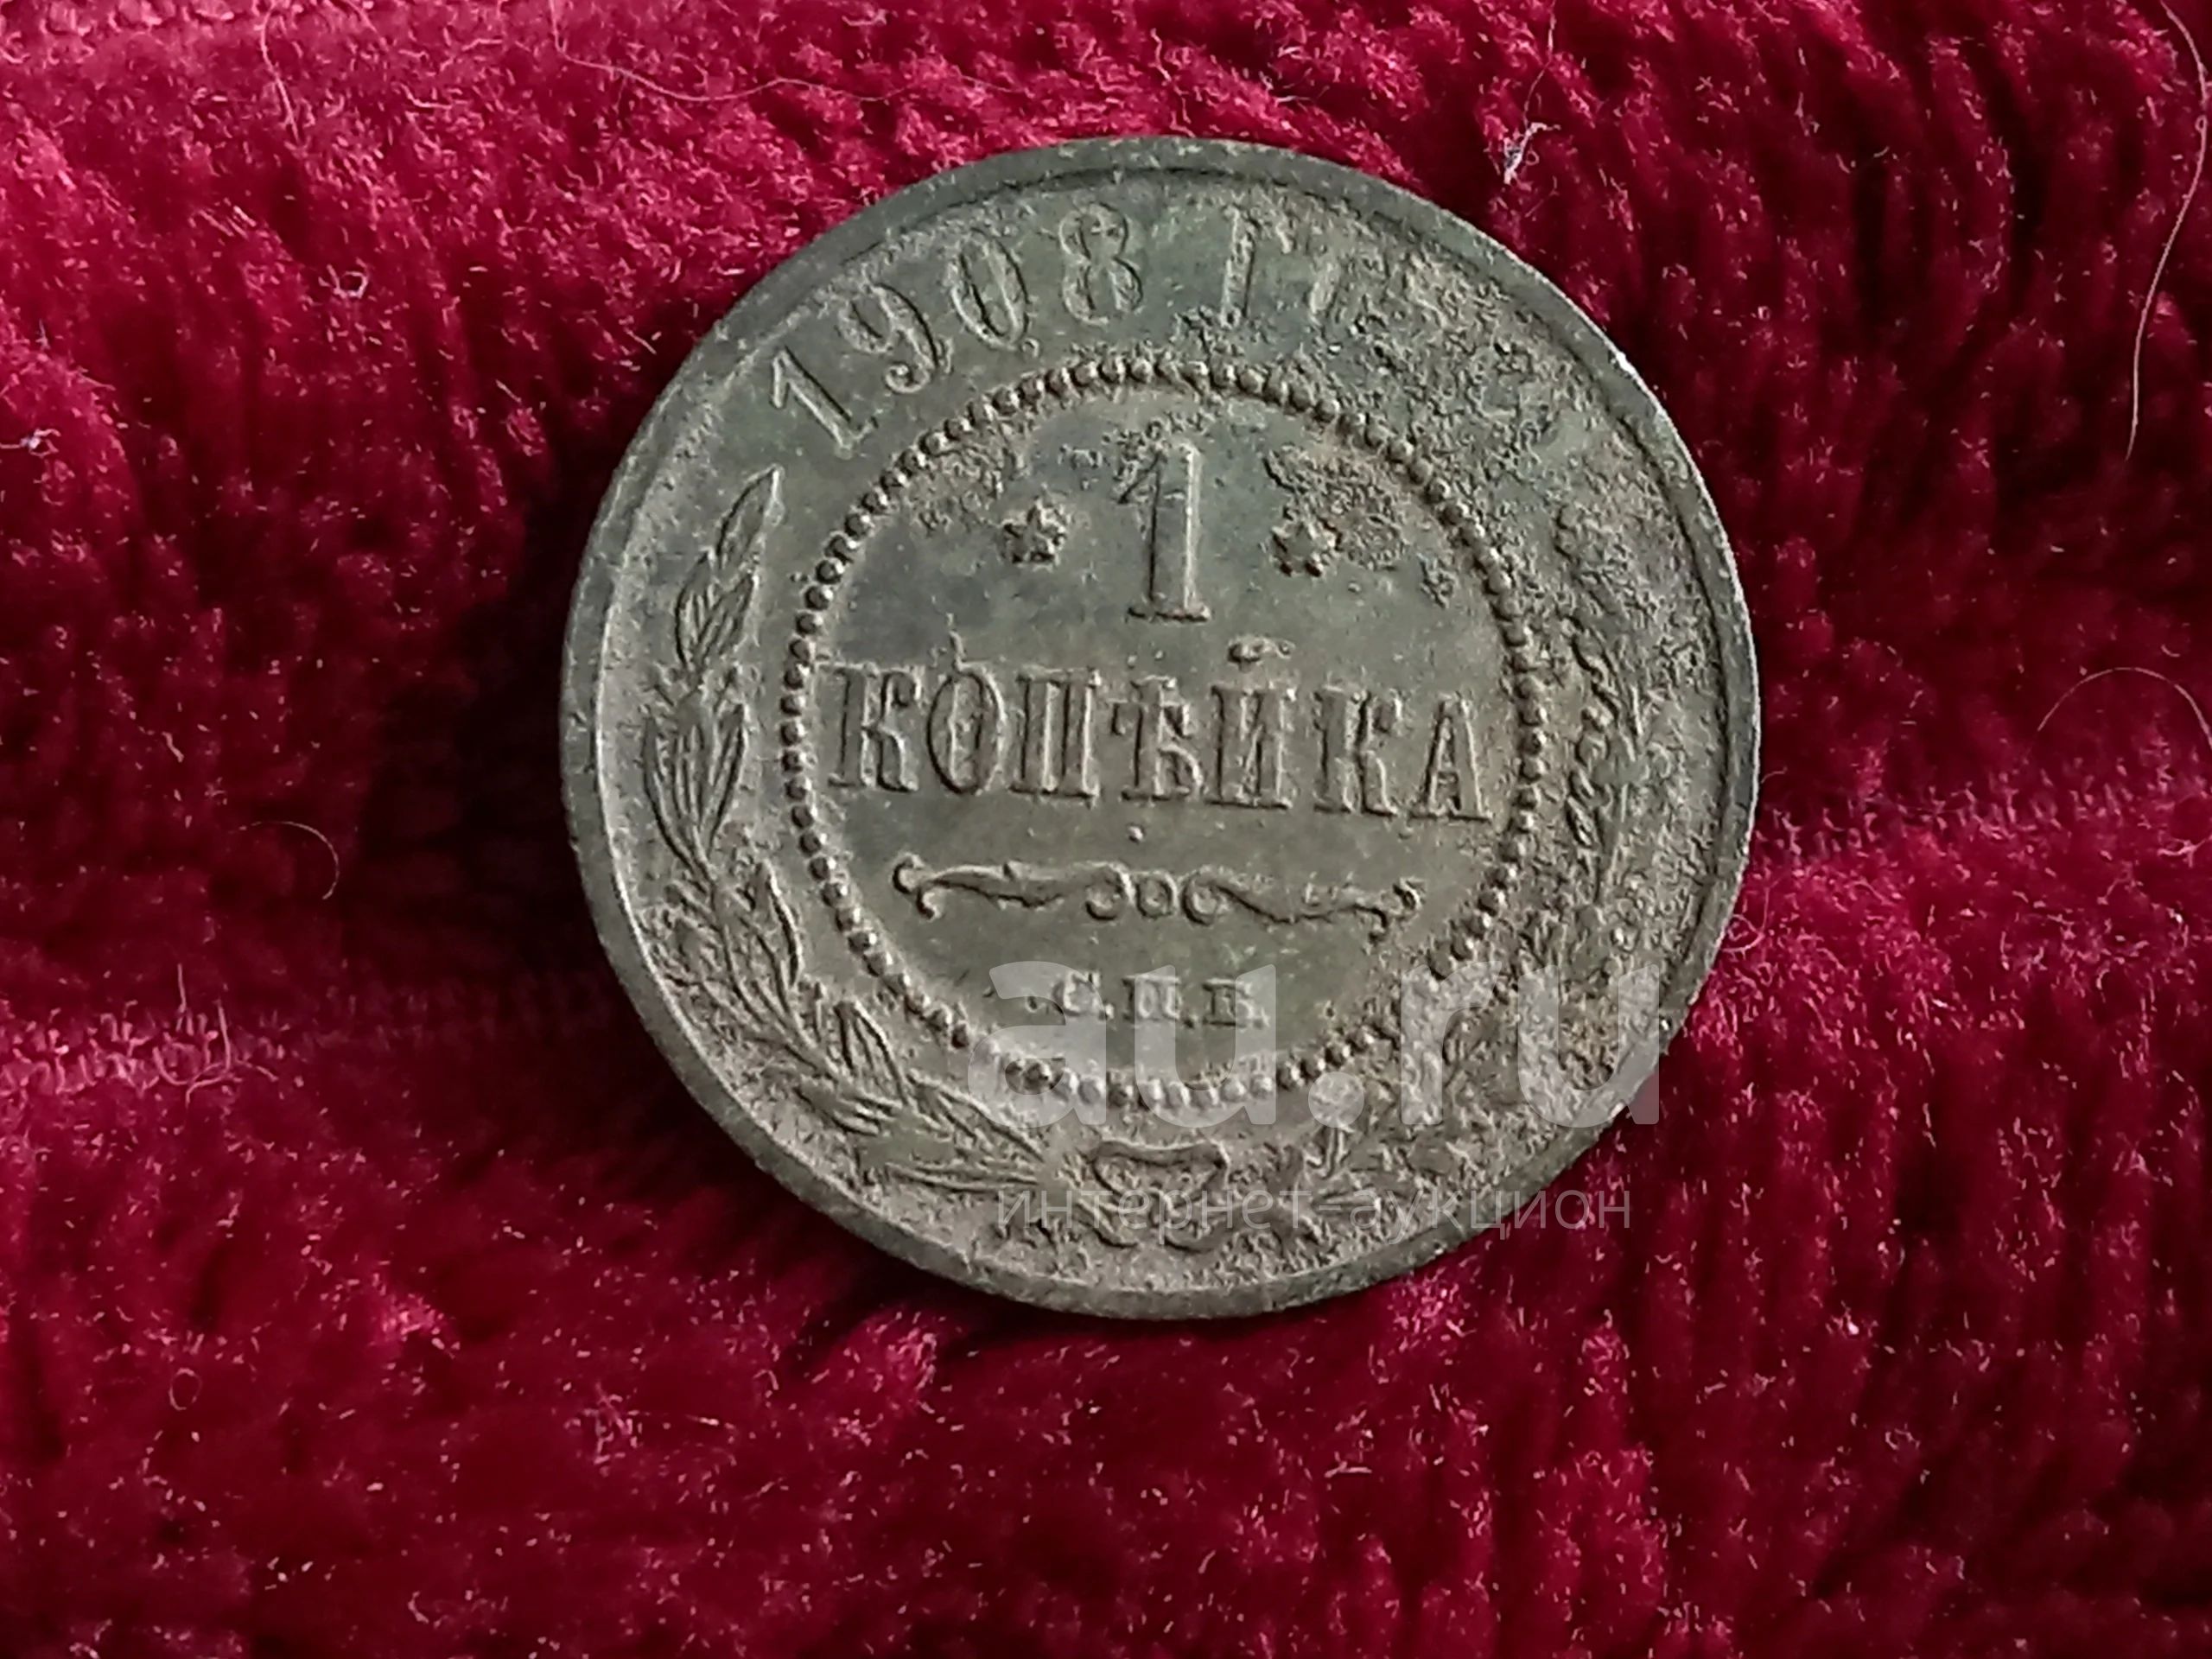 1908 Г
1
КОПѢЙКА
С.П.Б.
au.ru
интернет-аукцион